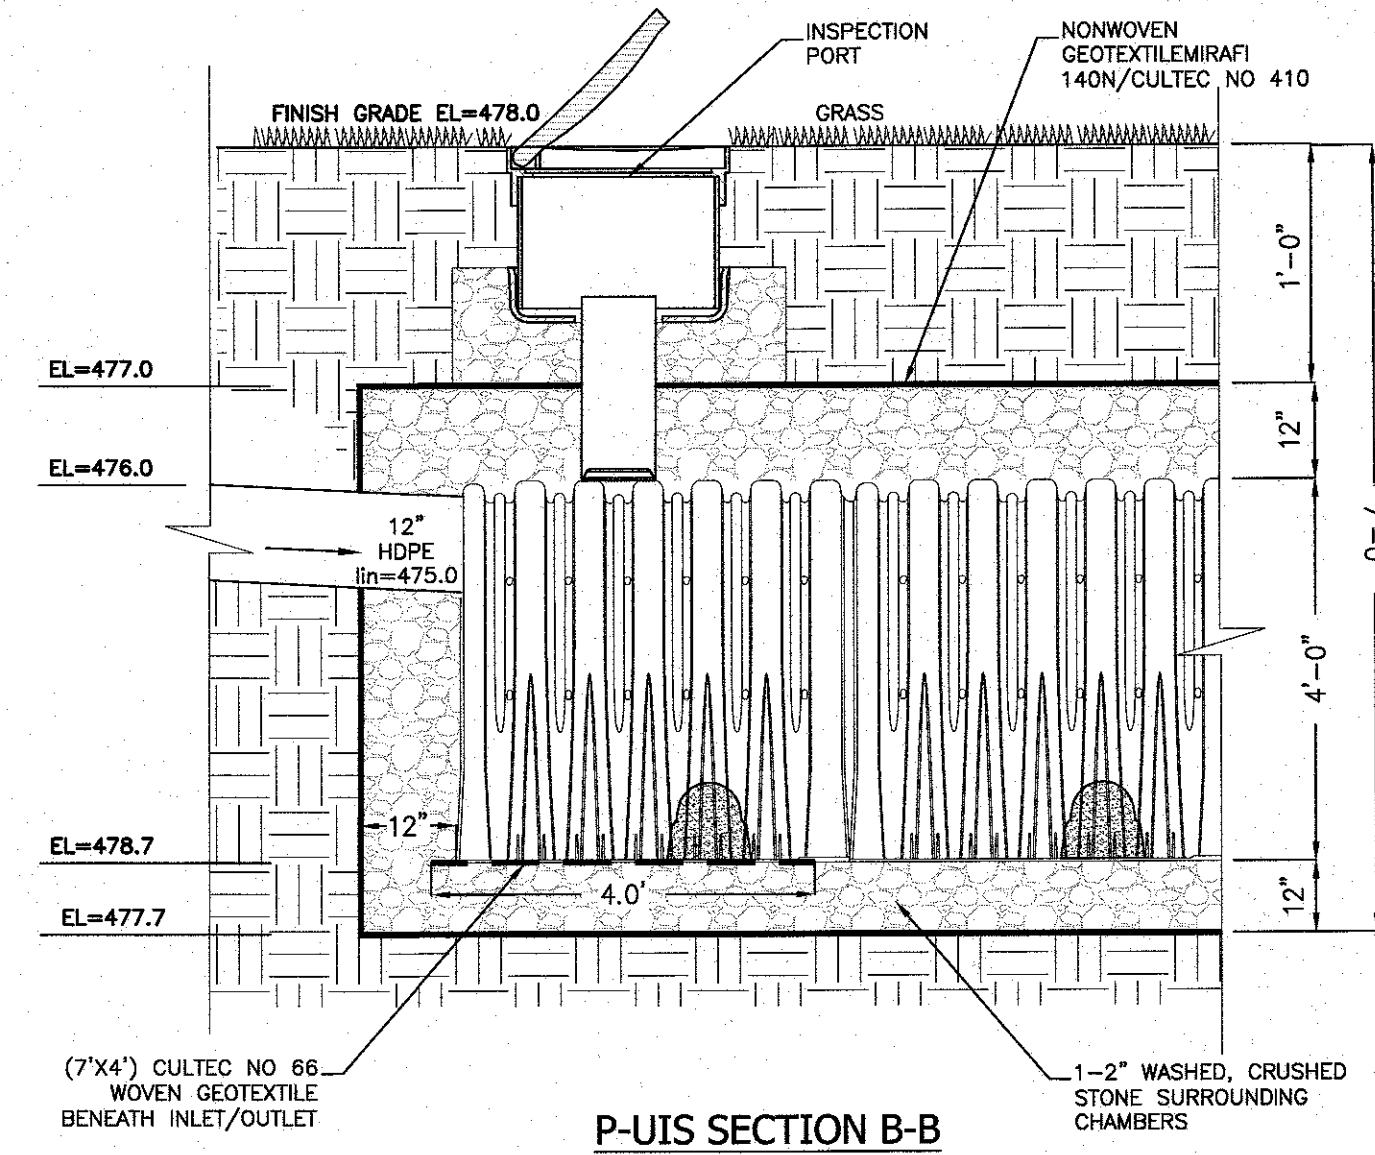 INSPECTION
PORT
NONWOVEN
GEOTEXTILEMIRAFI
140N/CULTEC NO 410
FINISH GRADE EL=478.0
GRASS
1'-0"
EL=477.0
12"
EL=476.0
12"
HDPE
Iin=475.0
4'-0"
12"
EL=478.7
4.0'
12"
EL=477.7
(7'X4') CULTEC NO 66
WOVEN GEOTEXTILE
BENEATH INLET/OUTLET
1-2" WASHED, CRUSHED
STONE SURROUNDING
CHAMBERS
P-UIS SECTION B-B